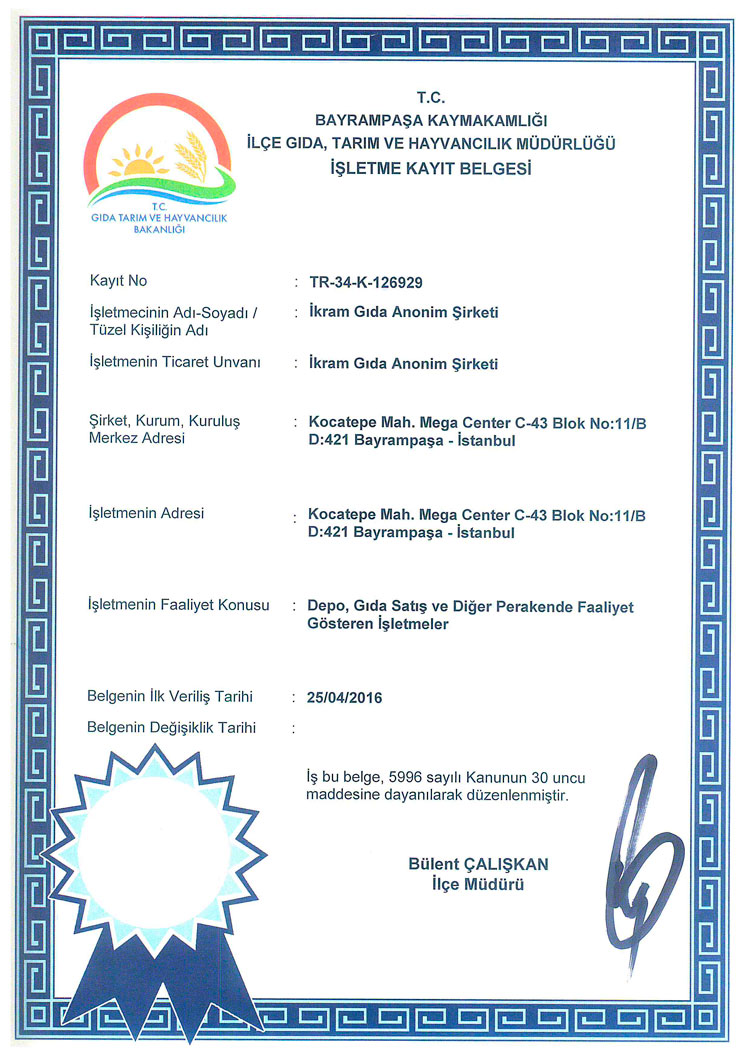 T.C.
BAYRAMPAŞA KAYMAKAMLIĞI
İLÇE GIDA, TARIM VE HAYVANCILIK MÜDÜRLÜĞÜ
İŞLETME KAYIT BELGESİ
T.C.
GIDA TARIM VE HAYVANCILIK
BAKANLIĞI
Kayıt No : TR-34-K-126929
İşletmecinin Adı-Soyadı / : İkram Gıda Anonim Şirketi
Tüzel Kişiliğin Adı
İşletmenin Ticaret Unvanı : İkram Gıda Anonim Şirketi
Şirket, Kurum, Kuruluş : Kocatepe Mah. Mega Center C-43 Blok No:11/B
Merkez Adresi D:421 Bayrampaşa - İstanbul
İşletmenin Adresi : Kocatepe Mah. Mega Center C-43 Blok No:11/B
D:421 Bayrampaşa - İstanbul
İşletmenin Faaliyet Konusu : Depo, Gıda Satış ve Diğer Perakende Faaliyet
Gösteren İşletmeler
Belgenin İlk Veriliş Tarihi : 25/04/2016
Belgenin Değişiklik Tarihi :
İş bu belge, 5996 sayılı Kanunun 30 uncu
maddesine dayanılarak düzenlenmiştir.
Bülent ÇALIŞKAN
İlçe Müdürü